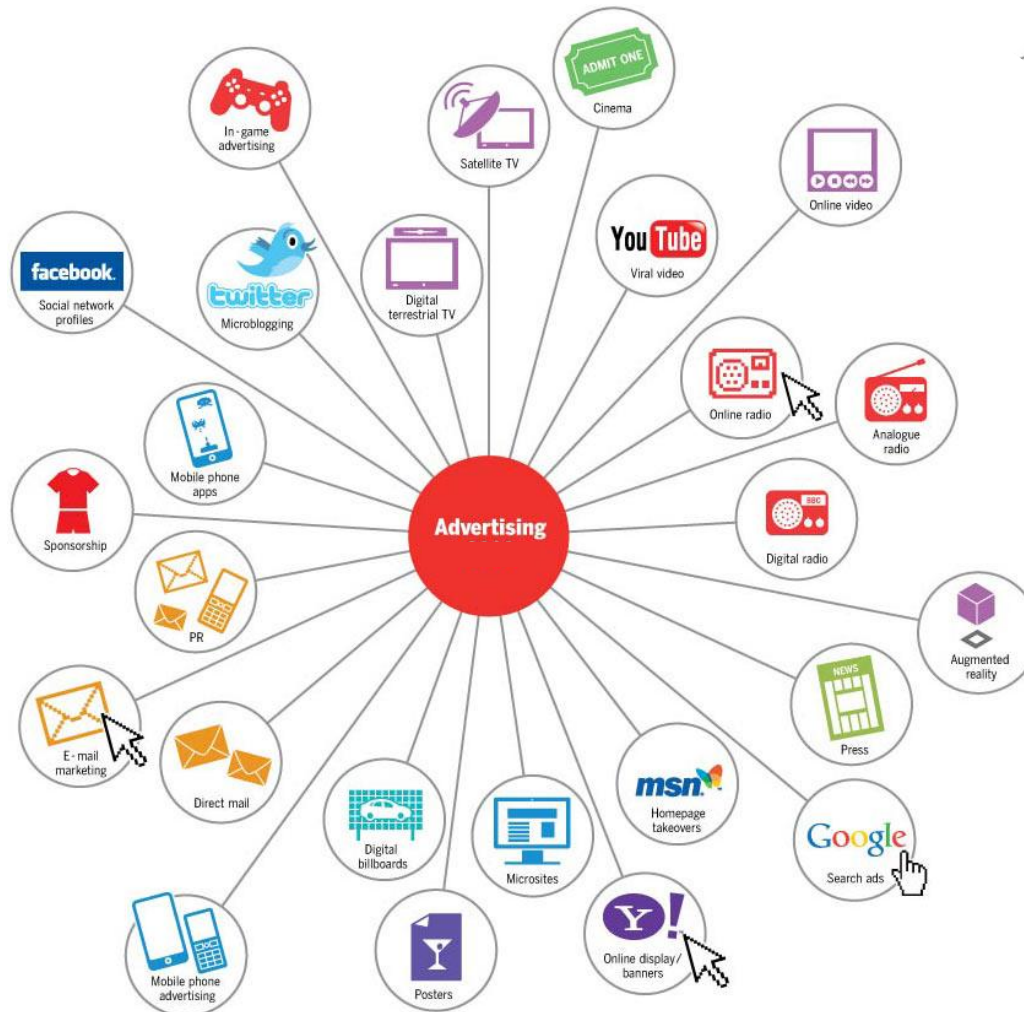 ADMIT ONE
Cinema
In-game
advertising
Satellite TV
Online video
You Tube
Viral video
facebook.
Social network
profiles
twitter
Microblogging
Digital
terrestrial TV
Online radio
Analogue
radio
Mobile phone
apps
Sponsorship
Advertising
BBC
Digital radio
PR
Augmented
reality
NEWS
Press
E-mail
marketing
Direct mail
Digital
billboards
Microsites
msn
Homepage
takeovers
Google
Search ads
Mobile phone
advertising
Posters
Y!
Online display/
banners